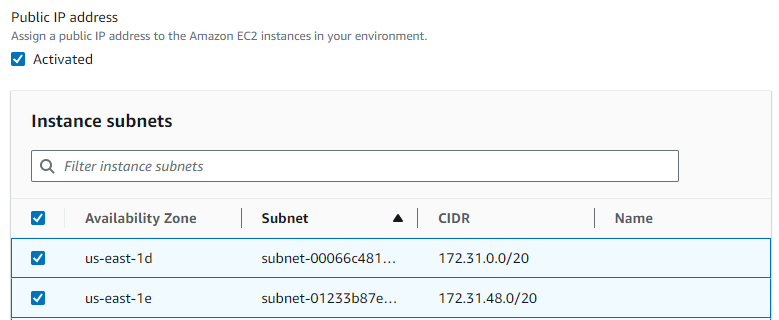 Public IP address
Assign a public IP address to the Amazon EC2 instances in your environment.
Activated
Instance subnets
Filter instance subnets
Availability Zone Subnet CIDR Name
us-east-1d subnet-00066c481... 172.31.0.0/20
us-east-1e subnet-01233b87e... 172.31.48.0/20